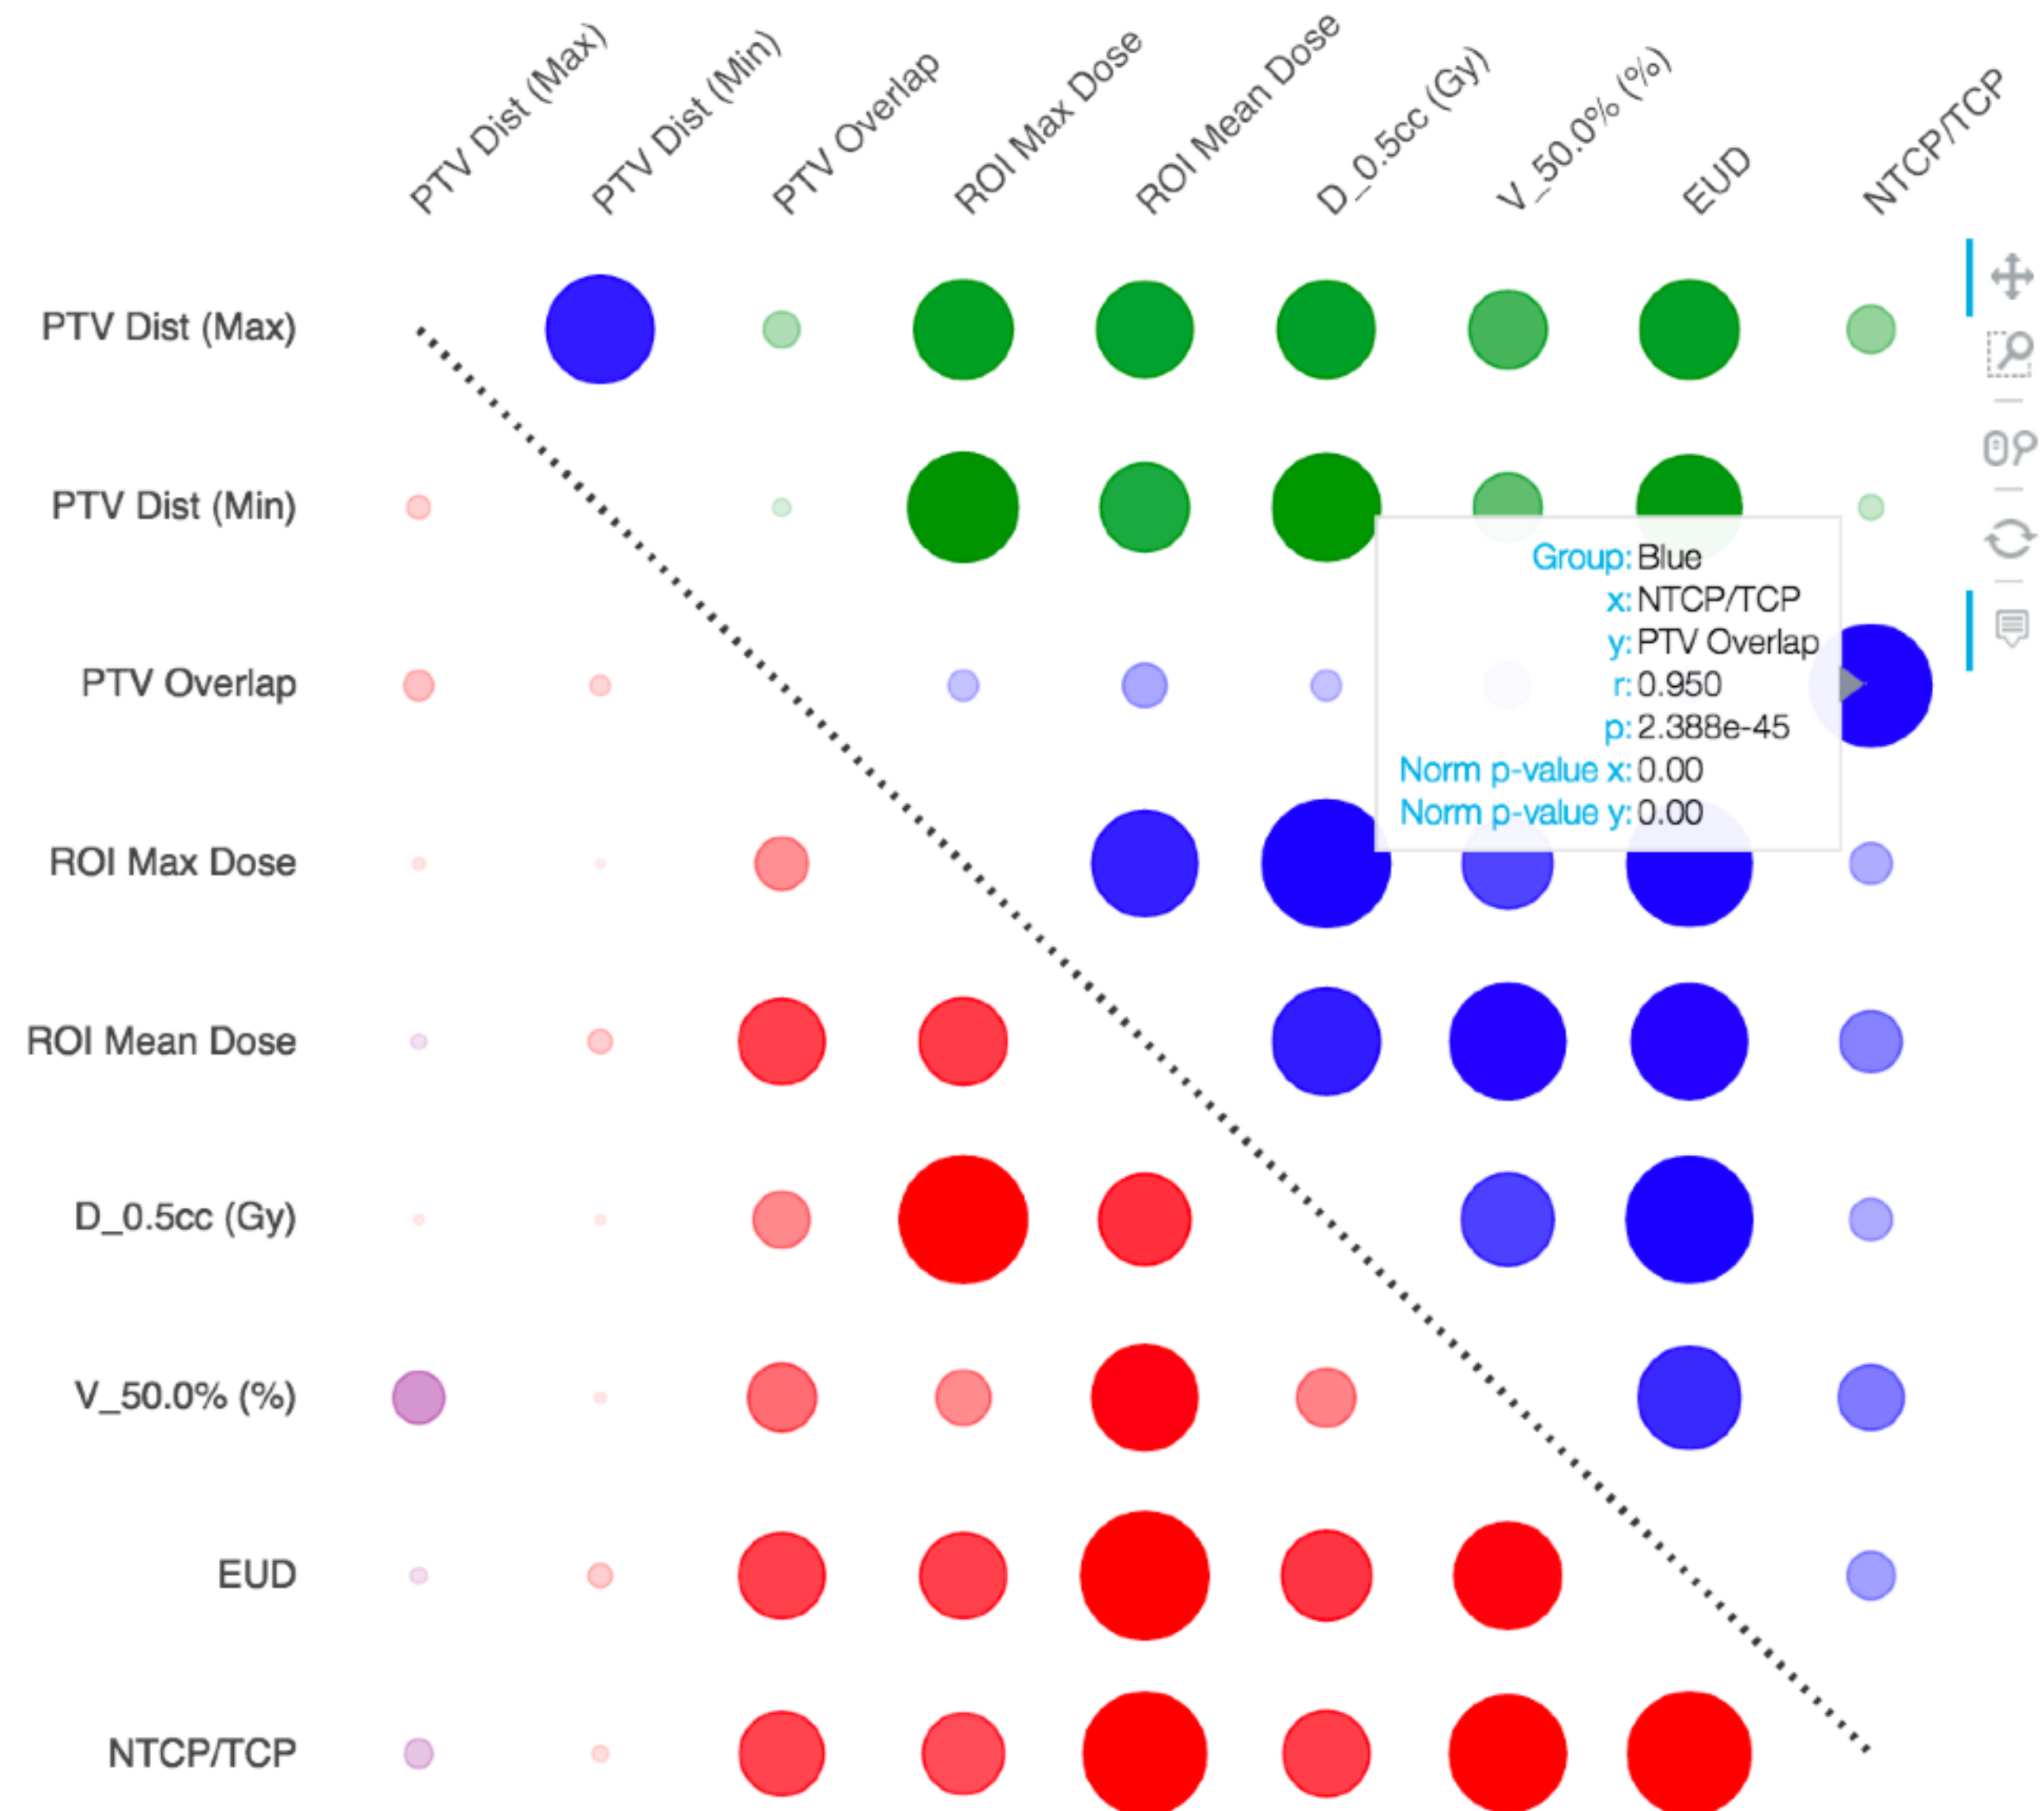 PTV Dist (Max)
PTV Dist (Min)
PTV Overlap
ROI Max Dose
ROI Mean Dose
D_0.5cc (Gy)
V_50.0% (%)
EUD
NTCP/TCP
PTV Dist (Max)
PTV Dist (Min)
Group: Blue
x: NTCP/TCP
y: PTV Overlap
r: 0.950
p: 2.388e-45
Norm p-value x: 0.00
Norm p-value y: 0.00
PTV Overlap
ROI Max Dose
ROI Mean Dose
D_0.5cc (Gy)
V_50.0% (%)
EUD
NTCP/TCP